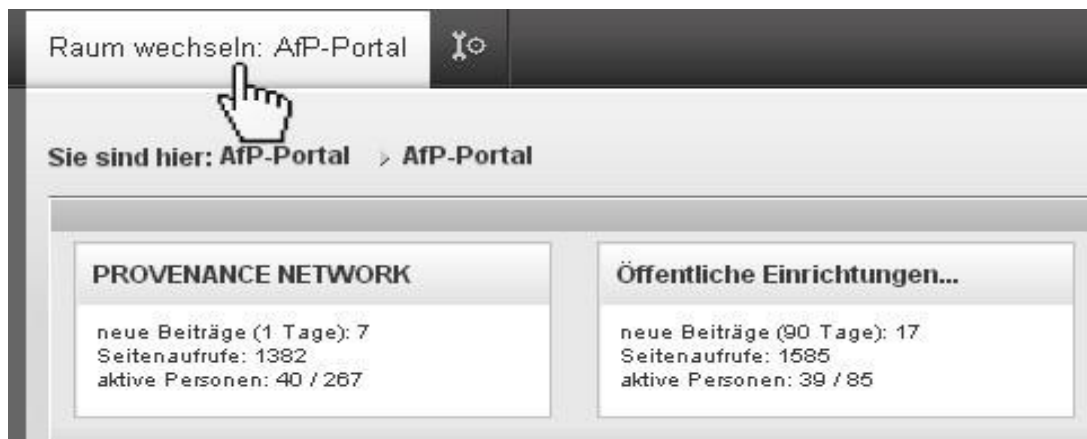 Raum wechseln: AfP-Portal
Sie sind hier: AfP-Portal > AfP-Portal
PROVENANCE NETWORK
neue Beiträge (1 Tage): 7
Seitenaufrufe: 1382
aktive Personen: 40 / 267
Öffentliche Einrichtungen...
neue Beiträge (90 Tage): 17
Seitenaufrufe: 1585
aktive Personen: 39 / 85